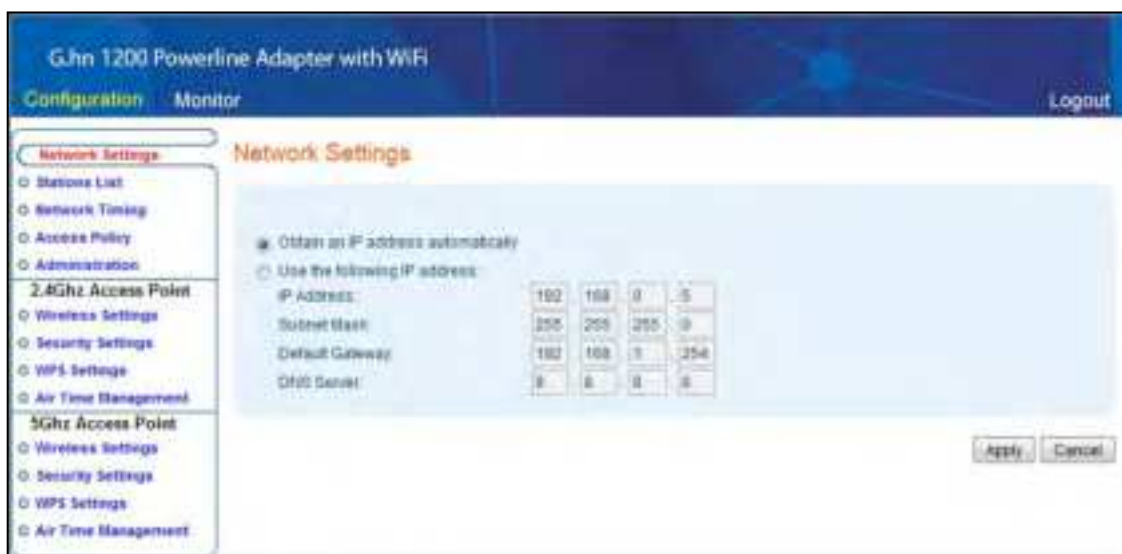 G.hn 1200 Powerline Adapter with WiFi
Configuration Monitor Logout
Network Settings
Stations List
Network Timing
Access Policy
Administration
2.4Ghz Access Point
Wireless Settings
Security Settings
WPS Settings
Air Time Management
5Ghz Access Point
Wireless Settings
Security Settings
WPS Settings
Air Time Management
Network Settings
Obtain an IP address automatically
Use the following IP address:
IP Address: 192 . 168 . 0 . 5
Subnet Mask: 255 . 255 . 255 . 0
Default Gateway: 192 . 168 . 1 . 254
DNS Server: 8 . 8 . 8 . 8
Apply Cancel